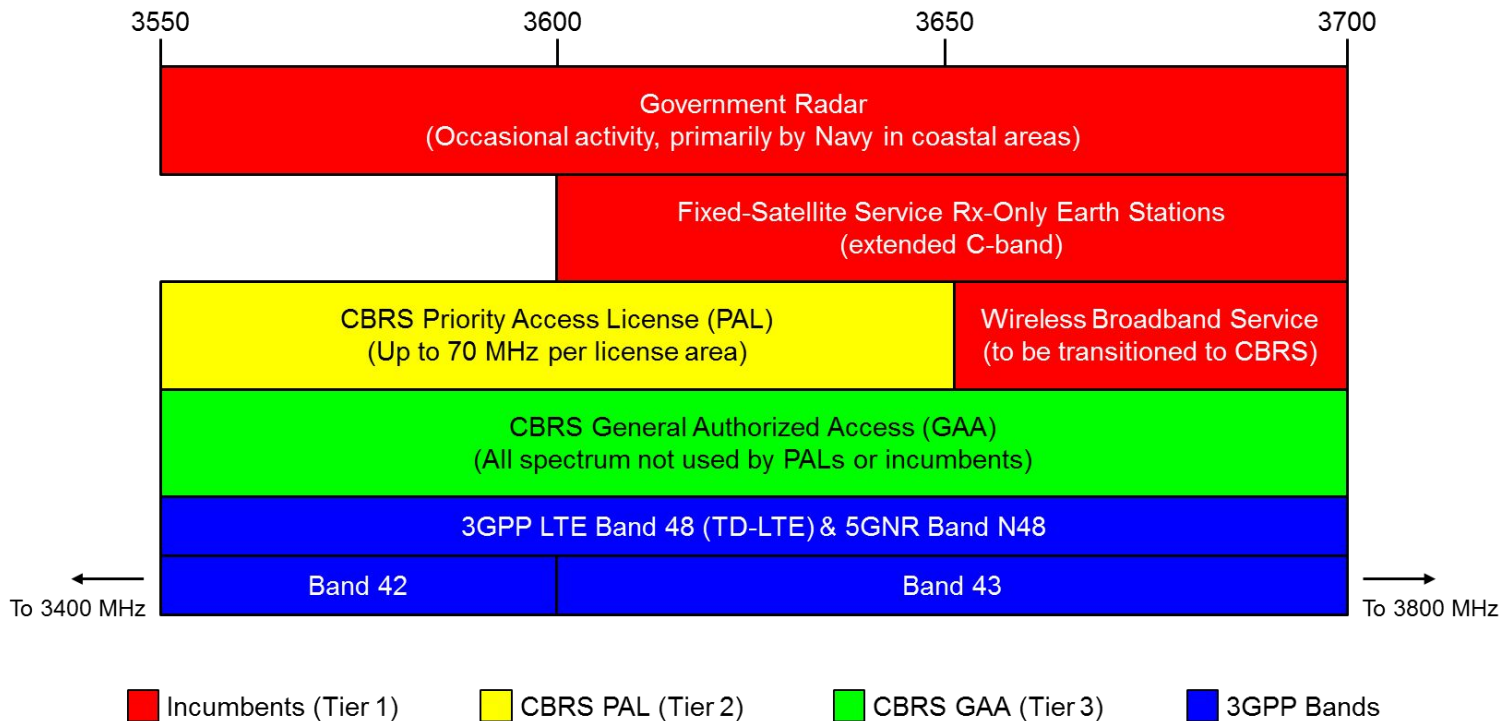 3550 3600 3650 3700
Government Radar
(Occasional activity, primarily by Navy in coastal areas)
Fixed-Satellite Service Rx-Only Earth Stations
(extended C-band)
CBRS Priority Access License (PAL)
(Up to 70 MHz per license area)
Wireless Broadband Service
(to be transitioned to CBRS)
CBRS General Authorized Access (GAA)
(All spectrum not used by PALs or incumbents)
3GPP LTE Band 48 (TD-LTE) & 5GNR Band N48
To 3400 MHz
Band 42
Band 43
To 3800 MHz
Incumbents (Tier 1)
CBRS PAL (Tier 2)
CBRS GAA (Tier 3)
3GPP Bands